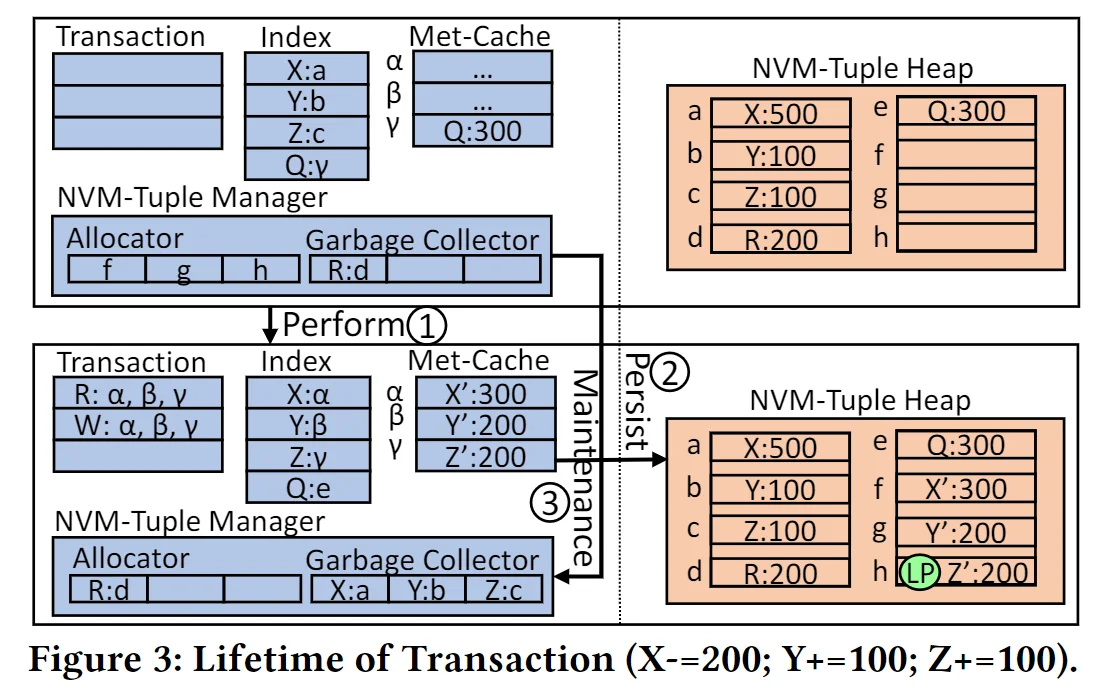 Transaction
Index
X:a
Y:b
Z:c
Q:γ
Met-Cache
α
...
β
...
γ
Q:300
NVM-Tuple Manager
Allocator
f g h
Garbage Collector
R:d
NVM-Tuple Heap
a X:500
b Y:100
c Z:100
d R:200
e Q:300
f
g
h
Perform ①
Persist ②
Maintenance ③
Transaction
R: α, β, γ
W: α, β, γ
Index
X:α
Y:β
Z:γ
Q:e
Met-Cache
α X’:300
β Y’:200
γ Z’:200
NVM-Tuple Manager
Allocator
R:d
Garbage Collector
X:a Y:b Z:c
NVM-Tuple Heap
a X:500
b Y:100
c Z:100
d R:200
e Q:300
f X’:300
g Y’:200
h LP Z’:200
Figure 3: Lifetime of Transaction (X-=200; Y+=100; Z+=100).